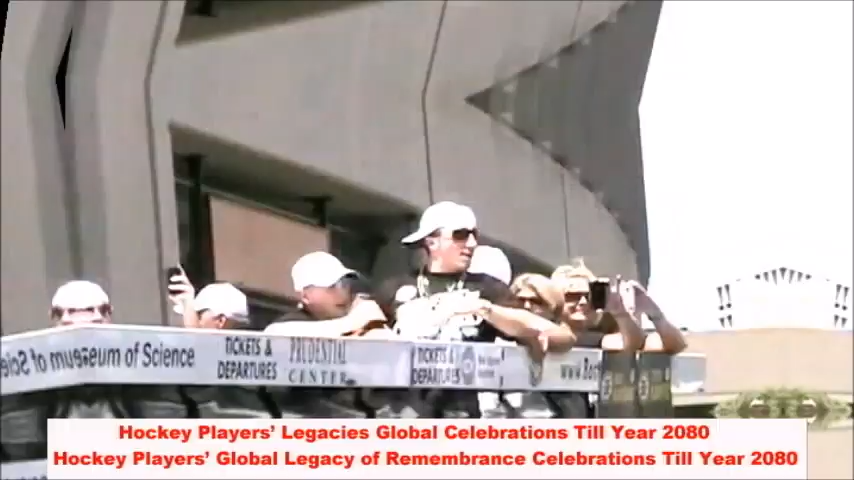 useum of Science
TICKETS &
DEPARTURES
PRUDENTIAL
CENTER
TICKETS &
DEPARTURES
Hockey Players’ Legacies Global Celebrations Till Year 2080
Hockey Players’ Global Legacy of Remembrance Celebrations Till Year 2080